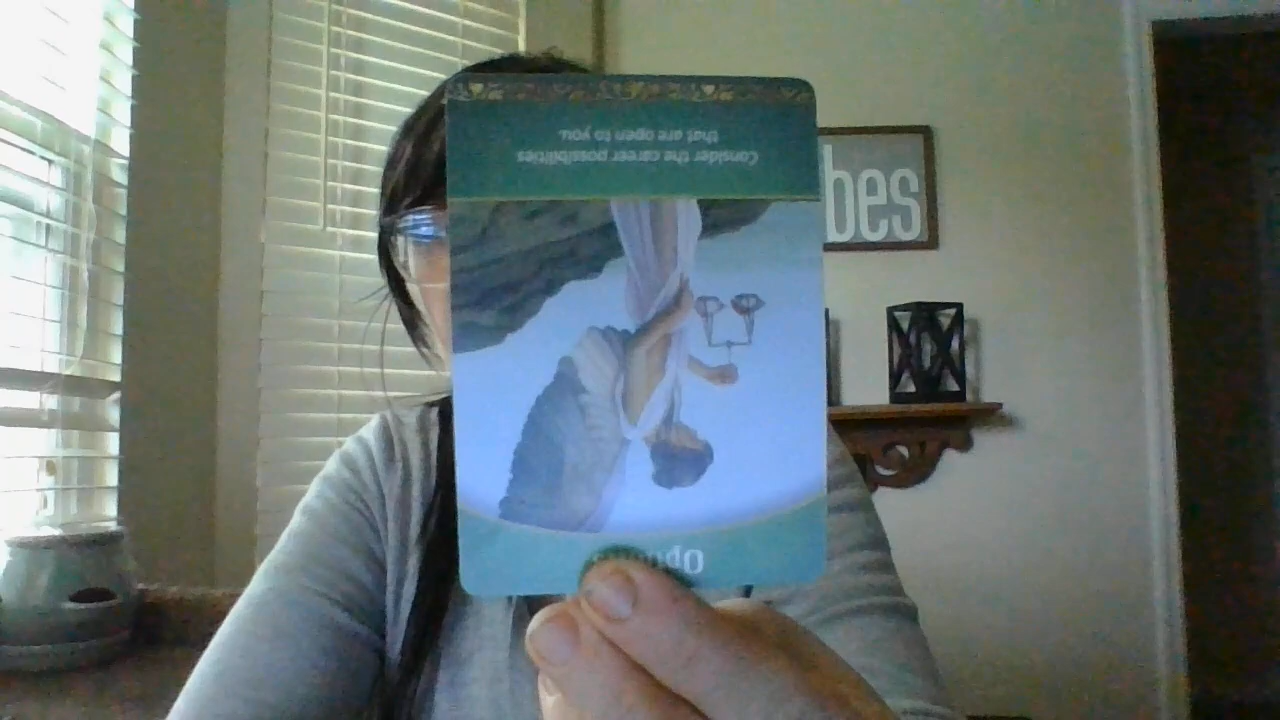 Consider the career possibilities
that are open to you.
bes